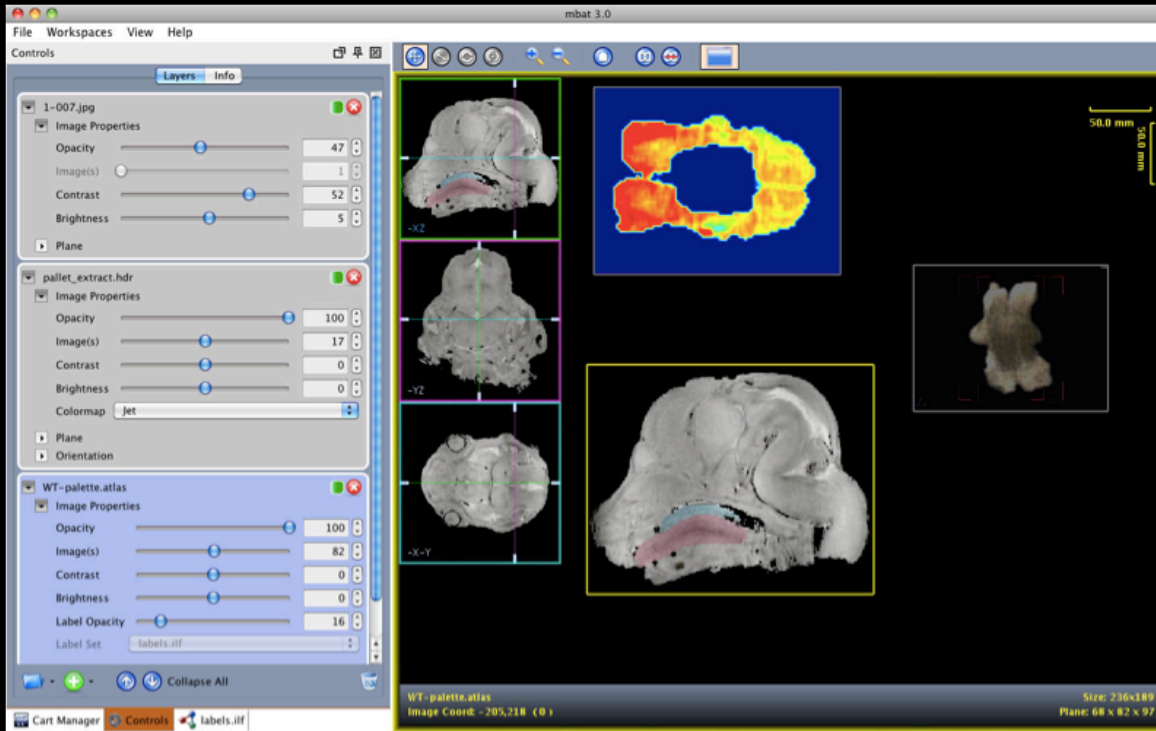 mbat 3.0
File Workspaces View Help
Controls
Layers Info
1-007.jpg
Image Properties
Opacity 47
Image(s) 1
Contrast 52
Brightness 5
Plane
pallet_extract.hdr
Image Properties
Opacity 100
Image(s) 17
Contrast 0
Brightness 0
Colormap Jet
Plane
Orientation
WT-palette.atlas
Image Properties
Opacity 100
Image(s) 82
Contrast 0
Brightness 0
Label Opacity 16
Label Set labels.ilf
Collapse All
Cart Manager Controls labels.ilf
-XZ
-YZ
-X-Y
50.0 mm
50.0 mm
WT-palette.atlas
Image Coord: -205,218 (0)
Size: 236x189
Plane: 68 x 82 x 97